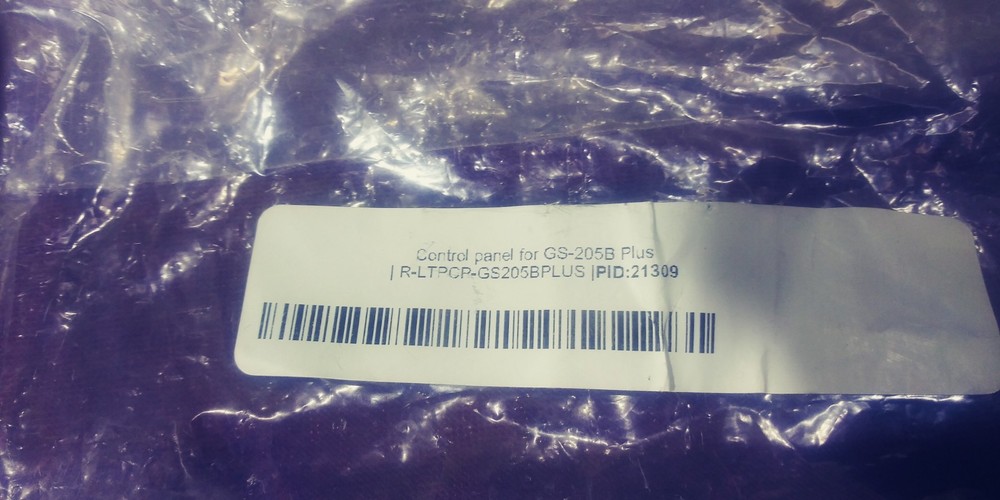 Control panel for GS-205B Plus
| R-LTPCP-GS205BPLUS |PID:21309